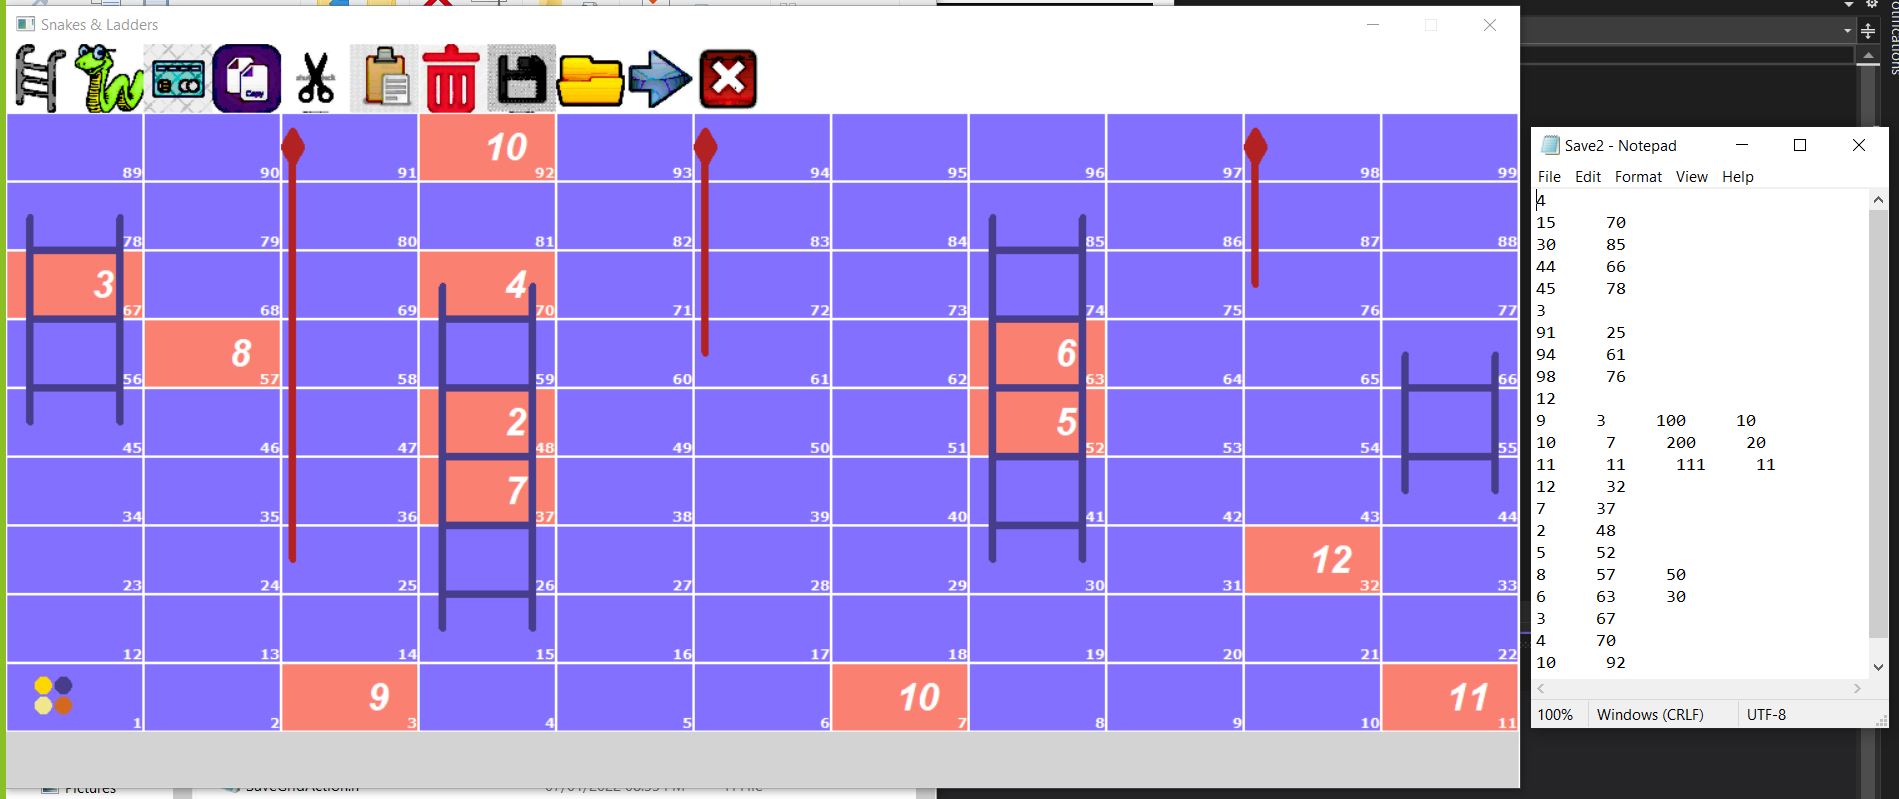 Snakes & Ladders
Copy
10
89 90 91 92 93 94 95 96 97 98 99
78 79 80 81 82 83 84 85 86 87 88
3 4
67 68 69 70 71 72 73 74 75 76 77
8 6
56 57 58 59 60 61 62 63 64 65 66
2 5
45 46 47 48 49 50 51 52 53 54 55
7
34 35 36 37 38 39 40 41 42 43 44
12
23 24 25 26 27 28 29 30 31 32 33
12 13 14 15 16 17 18 19 20 21 22
9 10 11
1 2 3 4 5 6 7 8 9 10 11
Pictures
SaveGridAction.h
Save2 - Notepad
File Edit Format View Help
4
15 70
30 85
44 66
45 78
3
91 25
94 61
98 76
12
9 3 100 10
10 7 200 20
11 11 111 11
12 32
7 37
2 48
5 52
8 57 50
6 63 30
3 67
4 70
10 92
100% Windows (CRLF) UTF-8